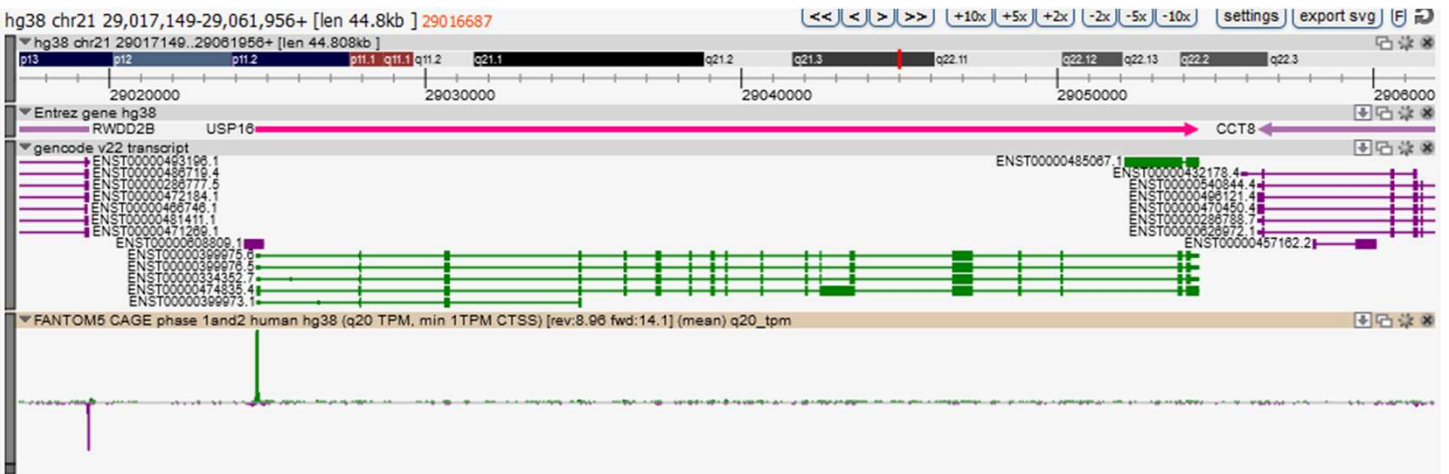 hg38 chr21 29,017,149-29,061,956+ [len 44.8kb ] 29016687 << < > >> +10x +5x +2x -2x -5x -10x settings export svg F
hg38 chr21 29017149..29061956+ [len 44.808kb ]
p13 p12 p11.2 p11.1 q11.1 q11.2 q21.1 q21.2 q21.3 q22.11 q22.12 q22.13 q22.2 q22.3
29020000 29030000 29040000 29050000 2906000
Entrez gene hg38
RWDD2B USP16 CCT8
gencode v22 transcript
ENST00000493196.1 ENST00000485067.1
ENST00000486719.4 ENST00000432178.4
ENST00000286777.5 ENST00000540844.4
ENST00000472184.1 ENST00000496121.4
ENST00000466746.1 ENST00000470450.4
ENST00000481411.1 ENST00000286788.7
ENST00000471269.1 ENST00000626972.1
ENST00000608809.1 ENST00000457162.2
ENST00000399975.6
ENST00000399976.5
ENST00000334352.7
ENST00000474835.4
ENST00000399973.1
FANTOM5 CAGE phase 1and2 human hg38 (q20 TPM, min 1TPM CTSS) [rev:8.96 fwd:14.1] (mean) q20_tpm